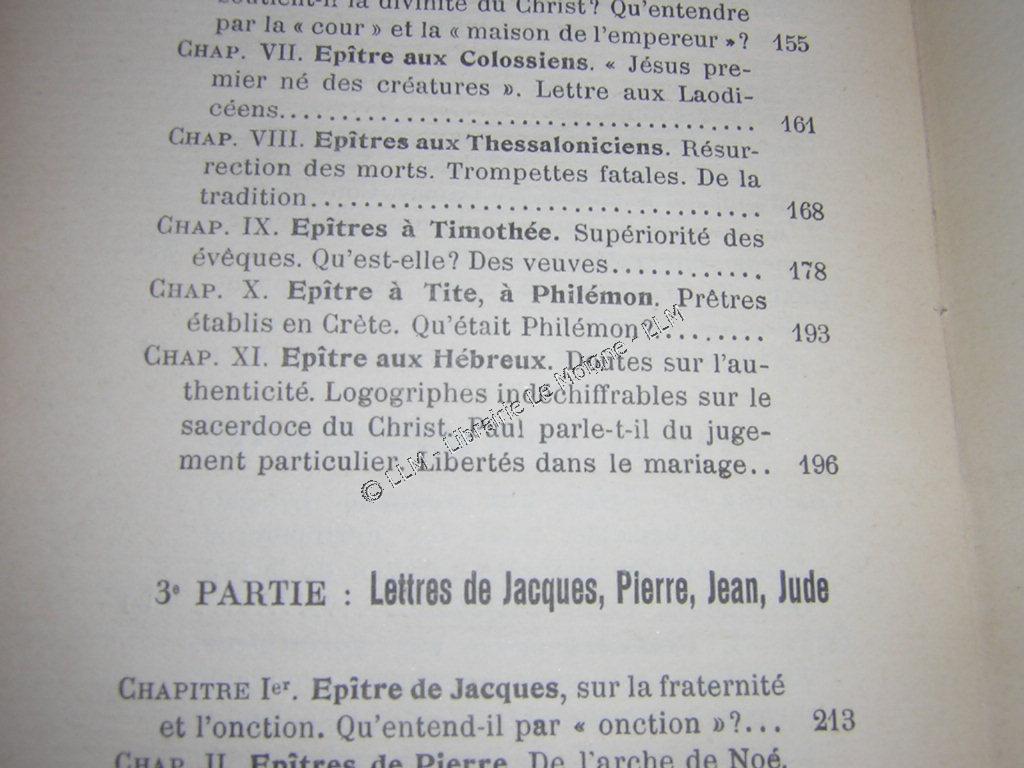 soutient-il la divinité du Christ? Qu'entendre
par la « cour » et la « maison de l'empereur »? 155
CHAP. VII. Epître aux Colossiens. « Jésus pre-
mier né des créatures ». Lettre aux Laodi-
céens........................................ 161
CHAP. VIII. Epîtres aux Thessaloniciens. Résur-
rection des morts. Trompettes fatales. De la
tradition.................................... 168
CHAP. IX. Epîtres à Timothée. Supériorité des
évêques. Qu'est-elle? Des veuves............ 178
CHAP. X. Epître à Tite, à Philémon. Prêtres
établis en Crète. Qu'était Philémon?......... 193
CHAP. XI. Epître aux Hébreux. Doutes sur l'au-
thenticité. Logogriphes indéchiffrables sur le
sacerdoce du Christ. Paul parle-t-il du juge-
ment particulier. Libertés dans le mariage.. 196
© LLM - Librairie Le Moine - LLM
3e PARTIE : Lettres de Jacques, Pierre, Jean, Jude
CHAPITRE Ier. Epître de Jacques, sur la fraternité
et l'onction. Qu'entend-il par « onction »?... 213
CHAP. II. Epîtres de Pierre. De l'arche de Noé.